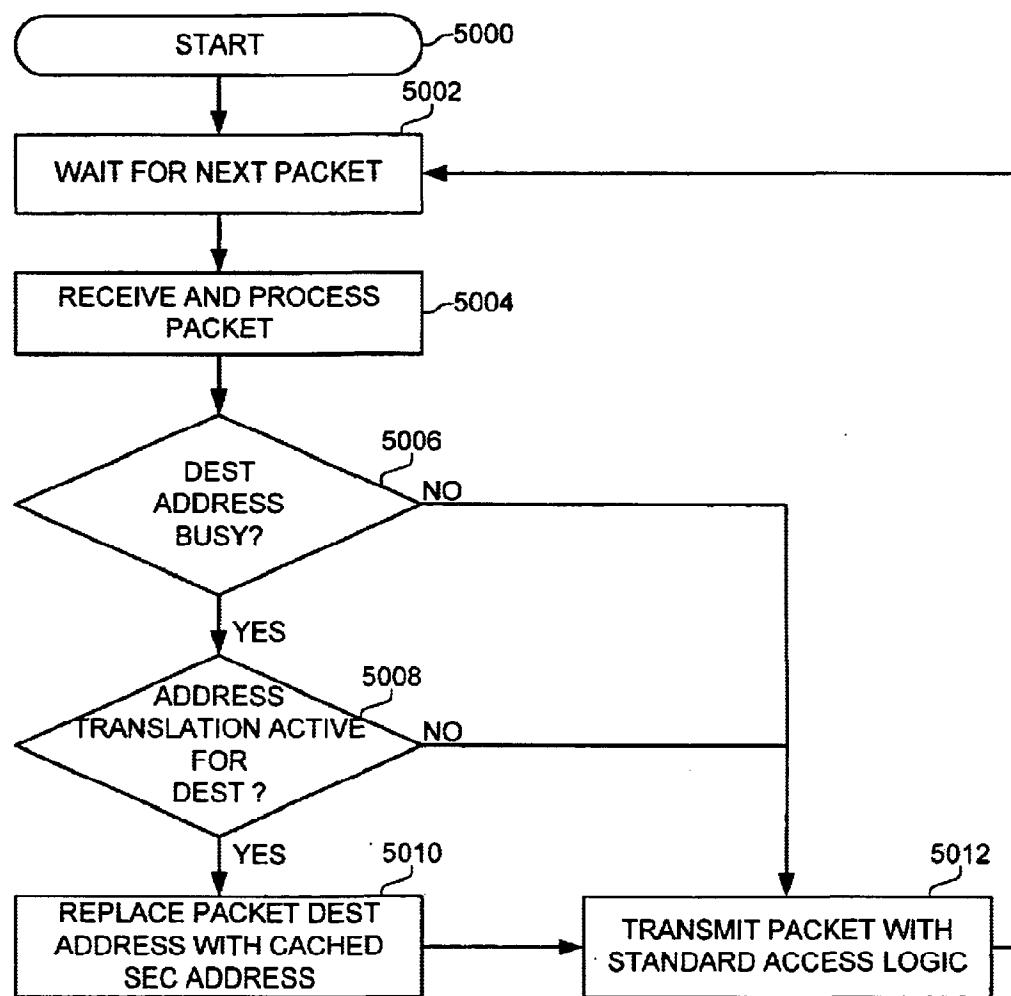 START
5000
5002
WAIT FOR NEXT PACKET
RECEIVE AND PROCESS
PACKET
5004
5006
DEST
ADDRESS
BUSY?
NO
YES
5008
ADDRESS
TRANSLATION ACTIVE
FOR
DEST ?
NO
YES
5010
REPLACE PACKET DEST
ADDRESS WITH CACHED
SEC ADDRESS
5012
TRANSMIT PACKET WITH
STANDARD ACCESS LOGIC